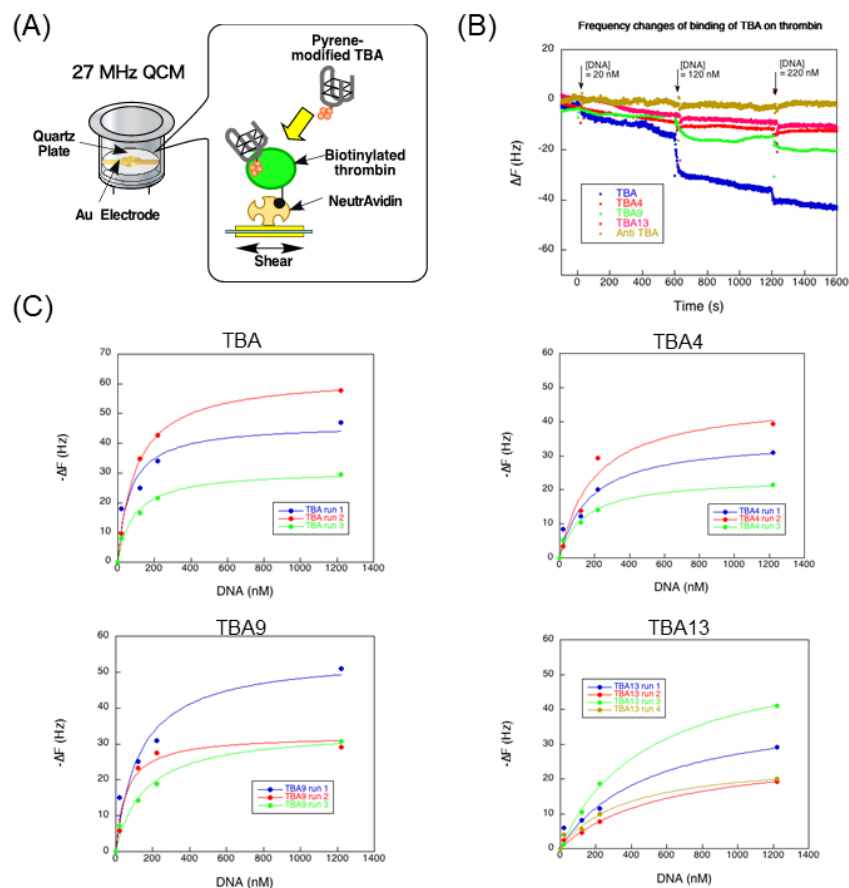 (A)
27 MHz QCM
Quartz
Plate
Au Electrode
Pyrene-
modified TBA
Biotinylated
thrombin
NeutrAvidin
Shear
(B)
Frequency changes of binding of TBA on thrombin
[DNA]
= 20 nM
[DNA]
= 120 nM
[DNA]
= 220 nM
20
0
-20
-40
-60
ΔF (Hz)
TBA
TBA4
TBA9
TBA13
Anti TBA
0 200 400 600 800 1000 1200 1400 1600
Time (s)
(C)
TBA
70
60
50
40
30
20
10
0
-ΔF (Hz)
TBA run 1
TBA run 2
TBA run 3
0 200 400 600 800 1000 1200 1400
DNA (nM)
TBA4
60
50
40
30
20
10
0
-ΔF (Hz)
TBA4 run 1
TBA4 run 2
TBA4 run 3
0 200 400 600 800 1000 1200 1400
DNA (nM)
TBA9
60
50
40
30
20
10
0
-ΔF (Hz)
TBA9 run 1
TBA9 run 2
TBA9 run 3
0 200 400 600 800 1000 1200 1400
DNA (nM)
TBA13
60
50
40
30
20
10
0
-ΔF (Hz)
TBA13 run 1
TBA13 run 2
TBA13 run 3
TBA13 run 4
0 200 400 600 800 1000 1200 1400
DNA (nM)